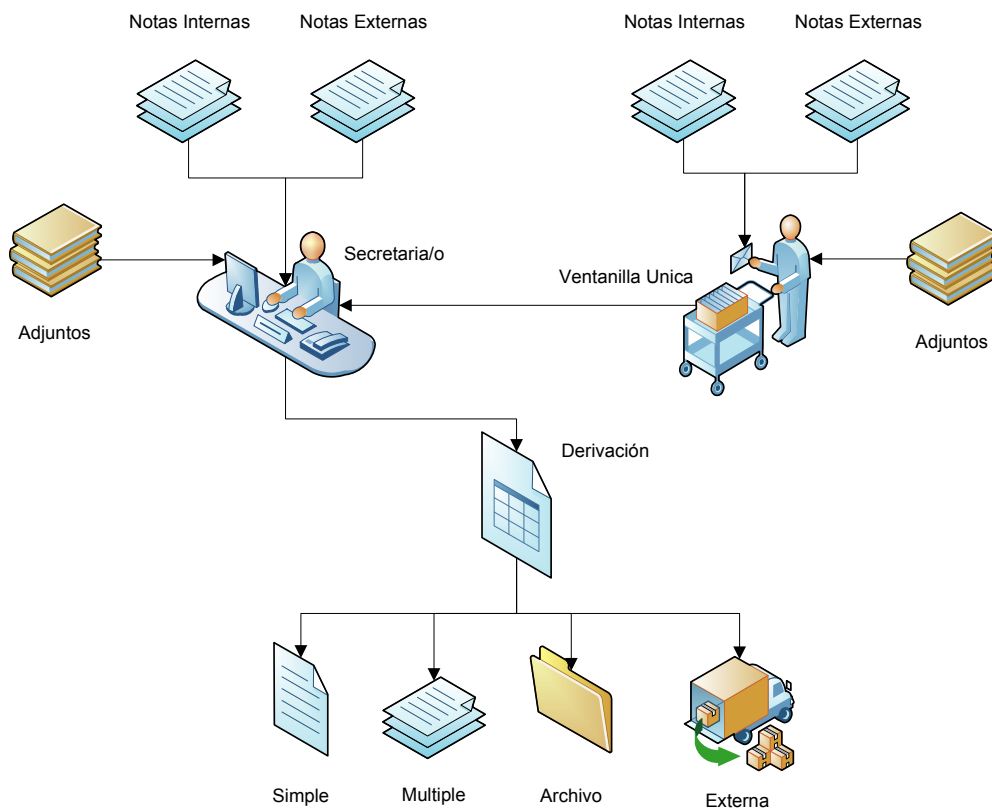 Notas Internas
Notas Externas
Notas Internas
Notas Externas
Secretaria/o
Ventanilla Unica
Adjuntos
Adjuntos
Derivación
Simple
Multiple
Archivo
Externa